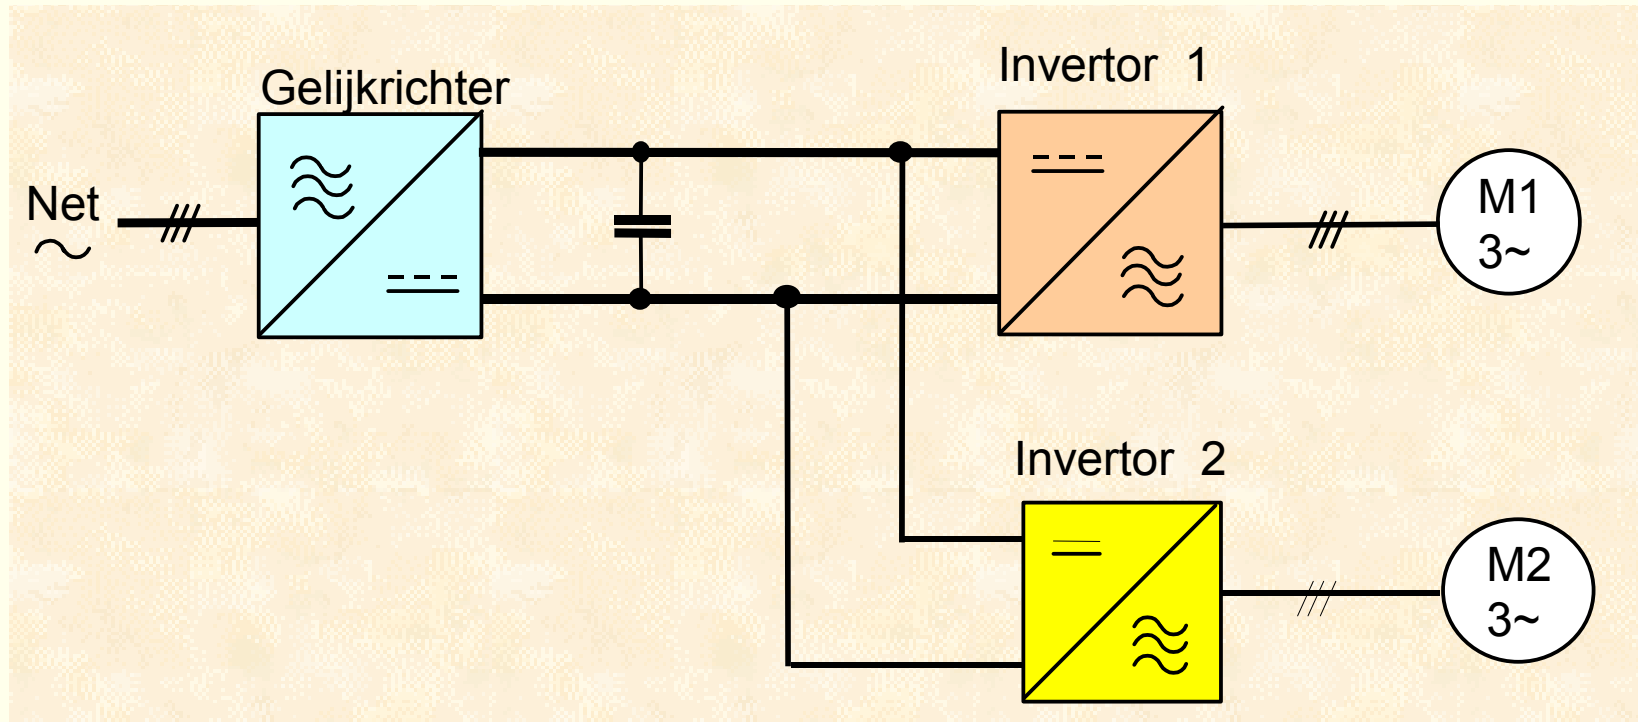 Gelijkrichter
Invertor 1
Net
M1
3~
Invertor 2
M2
3~